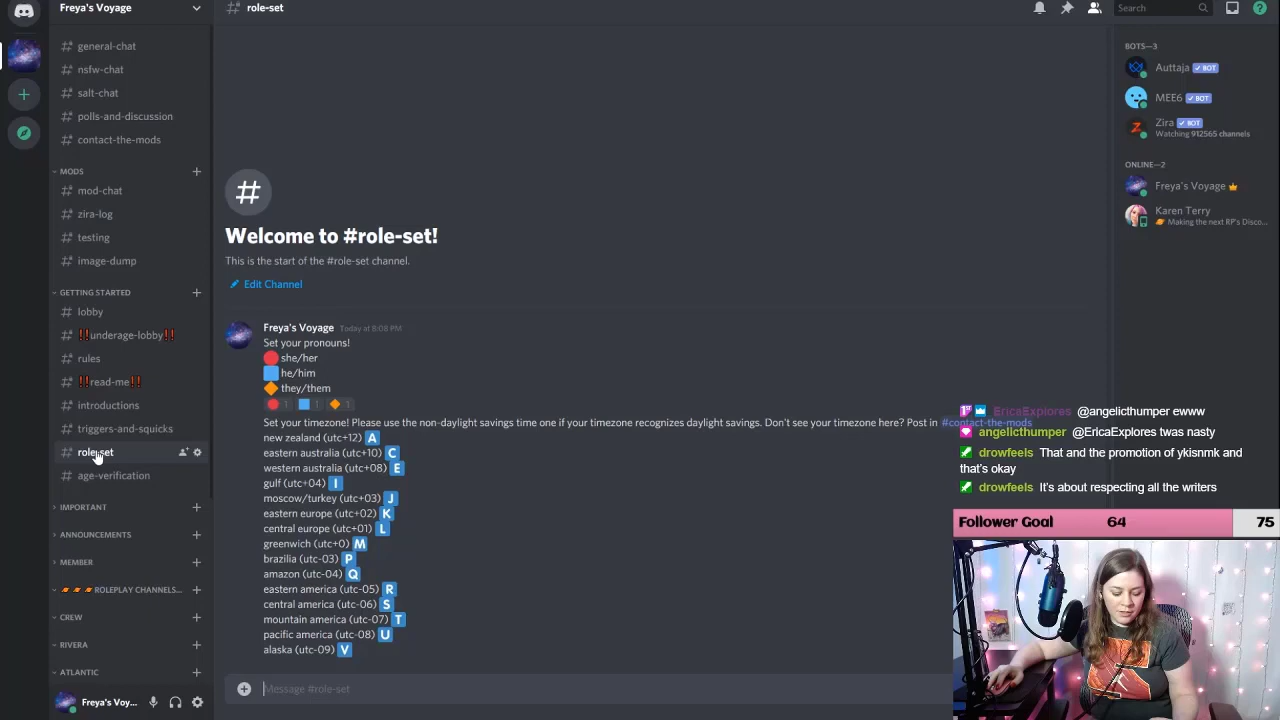 Freya's Voyage
# general-chat
# nsfw-chat
# salt-chat
# polls-and-discussion
# contact-the-mods
MODS
# mod-chat
# zira-log
# testing
# image-dump
GETTING STARTED
# lobby
# ‼️underage-lobby‼️
# rules
# ‼️read-me‼️
# introductions
# triggers-and-squicks
# role-set
# age-verification
IMPORTANT
ANNOUNCEMENTS
MEMBER
ROLEPLAY CHANNELS...
CREW
RIVERA
ATLANTIC
Freya's Voy...
# role-set
Search
#
Welcome to #role-set!
This is the start of the #role-set channel.
Edit Channel
Freya's Voyage Today at 8:08 PM
Set your pronouns!
she/her
he/him
they/them
1 1 1
Set your timezone! Please use the non-daylight savings time one if your timezone recognizes daylight savings. Don't see your timezone here? Post in #contact-the-mods
new zealand (utc+12) A
eastern australia (utc+10) C
western australia (utc+08) E
gulf (utc+04) I
moscow/turkey (utc+03) J
eastern europe (utc+02) K
central europe (utc+01) L
greenwich (utc+0) M
brazilia (utc-03) P
amazon (utc-04) Q
eastern america (utc-05) R
central america (utc-06) S
mountain america (utc-07) T
pacific america (utc-08) U
alaska (utc-09) V
Message #role-set
BOTS—3
Auttaja BOT
MEE6 BOT
Zira BOT
Watching 912565 channels
ONLINE—2
Freya's Voyage
Karen Terry
Making the next RP's Disco...
EricaExplores @angelicthumper ewww
angelicthumper @EricaExplores twas nasty
drowfeels That and the promotion of ykisnmk and
that's okay
drowfeels It's about respecting all the writers
Follower Goal 64 75